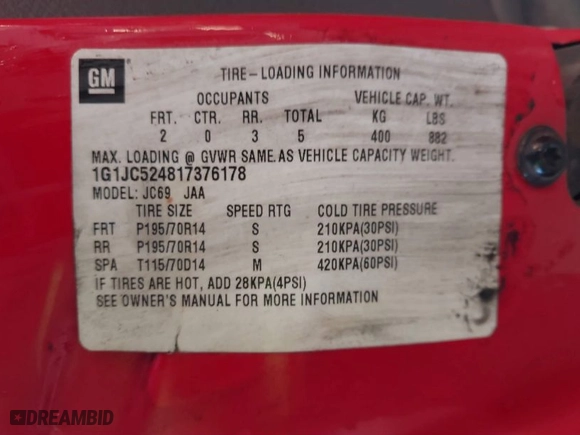 GM
TIRE-LOADING INFORMATION
OCCUPANTS VEHICLE CAP. WT.
FRT. CTR. RR. TOTAL KG LBS
2 0 3 5 400 882
MAX. LOADING @ GVWR SAME AS VEHICLE CAPACITY WEIGHT.
1G1JC524817376178
MODEL: JC69 JAA
TIRE SIZE SPEED RTG COLD TIRE PRESSURE
FRT P195/70R14 S 210KPA(30PSI)
RR P195/70R14 S 210KPA(30PSI)
SPA T115/70D14 M 420KPA(60PSI)
IF TIRES ARE HOT, ADD 28KPA(4PSI)
SEE OWNER'S MANUAL FOR MORE INFORMATION
DREAMBID